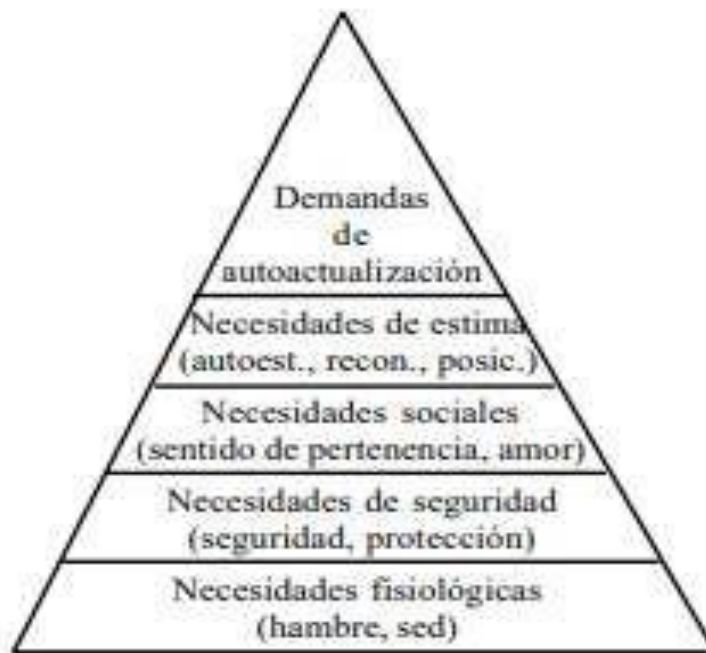 Demandas
de
autoactualización
Necesidades de estima
(autoest., recon., posic.)
Necesidades sociales
(sentido de pertenencia, amor)
Necesidades de seguridad
(seguridad, protección)
Necesidades fisiológicas
(hambre, sed)